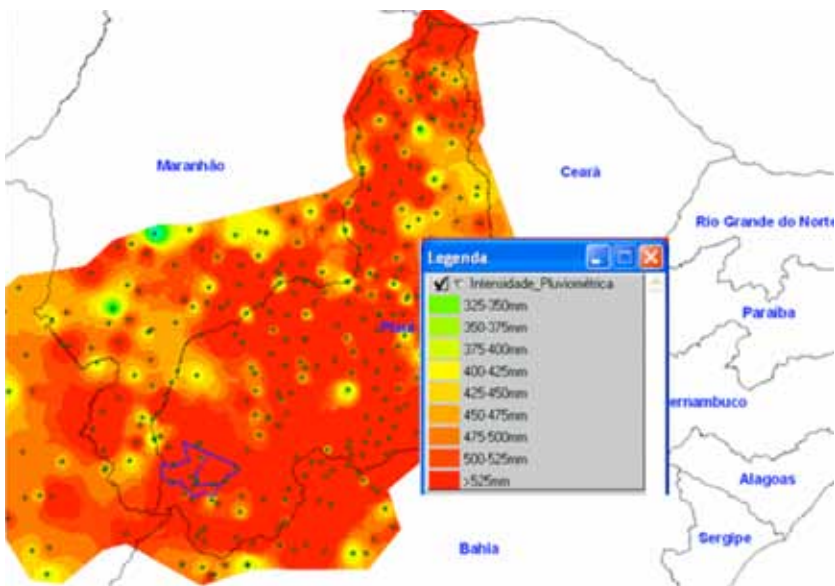 Maranhão
Ceará
Rio Grande do Norte
Legenda
Intensidade_Pluviométrica
325-350mm
350-375mm
Paraíba
375-400mm
400-425mm
425-450mm
450-475mm
475-500mm
500-525mm
>525mm
ernambuco
Alagoas
Sergipe
Bahia